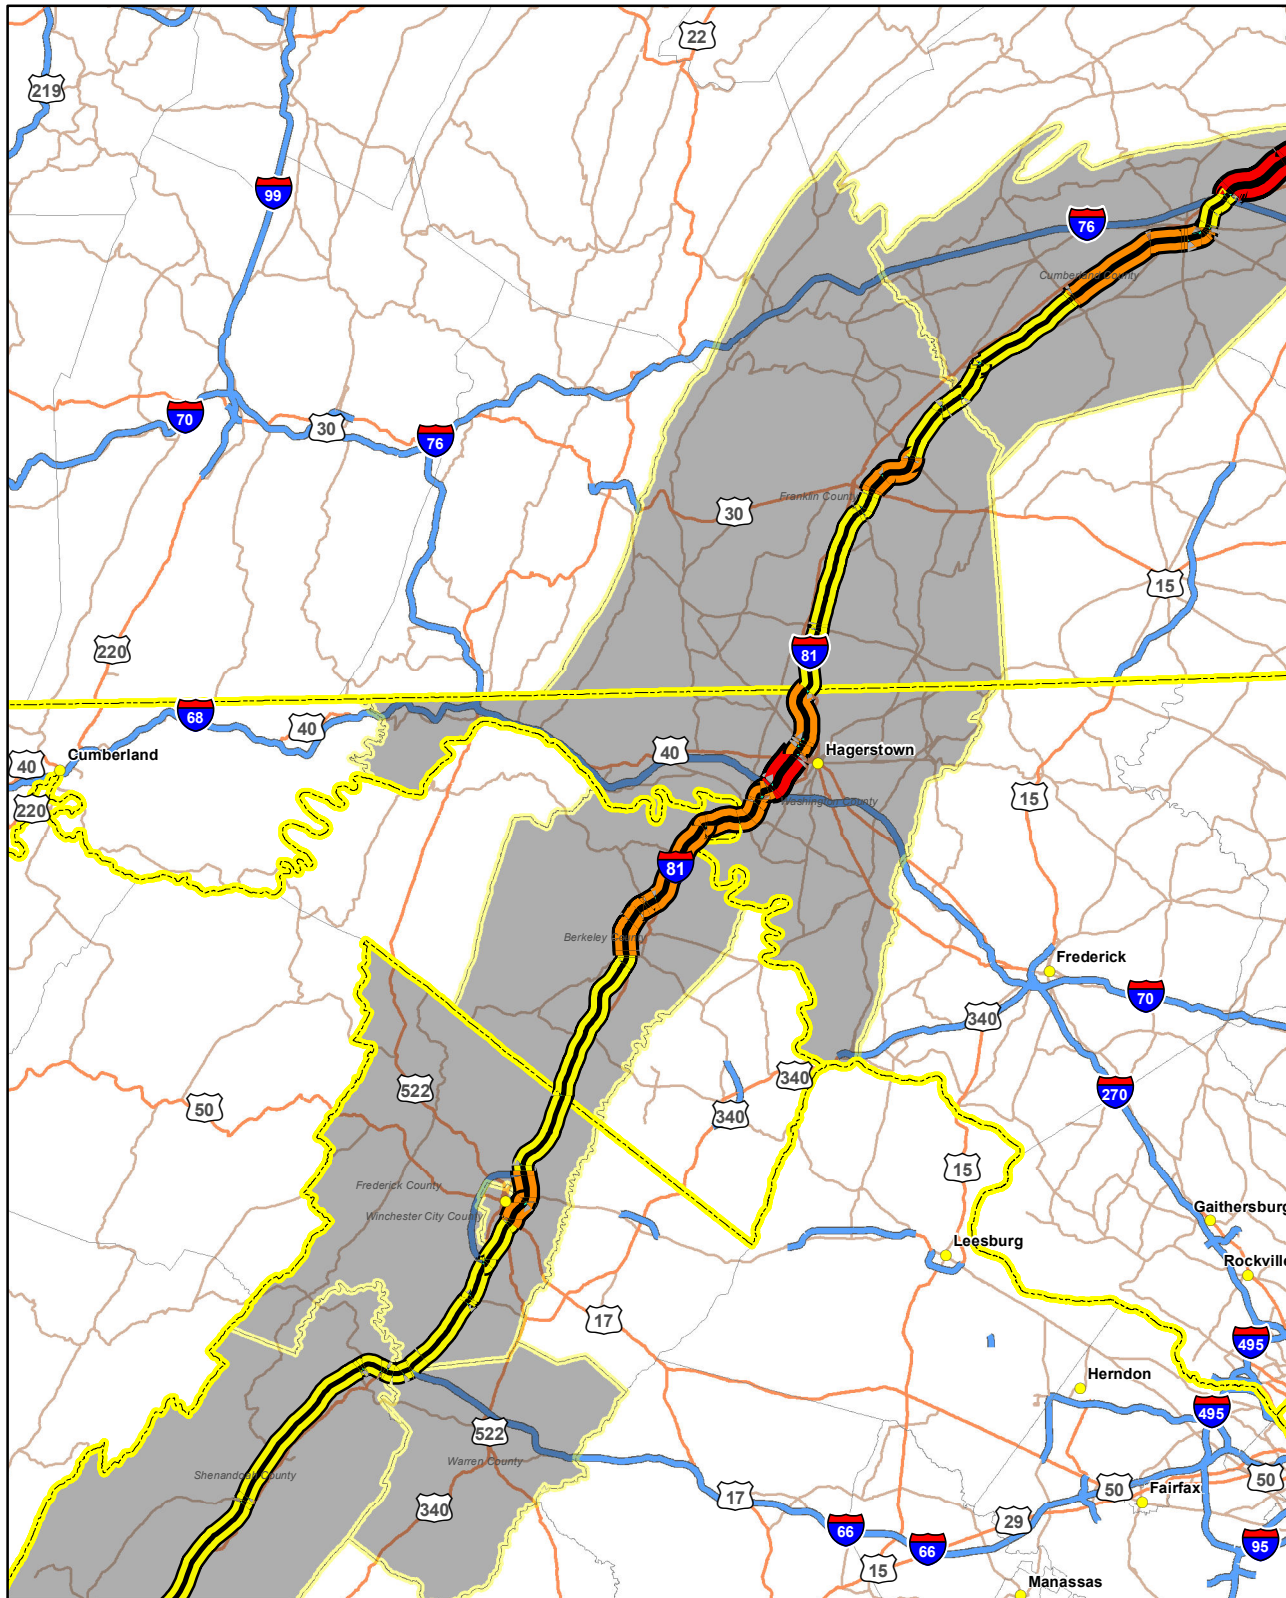 22
219
99
76
Cumberland County
70
30
76
Franklin County
30
15
220
81
68
40
Cumberland
40
40
Hagerstown
220
15
Washington County
81
Berkeley County
Frederick
70
340
522
340
270
50
340
15
Frederick County
Winchester City County
Gaithersburg
Leesburg
Rockville
17
495
Herndon
495
522
Warren County
Shenandoah County
50
50
Fairfax
340
17
29
66
66
95
15
Manassas